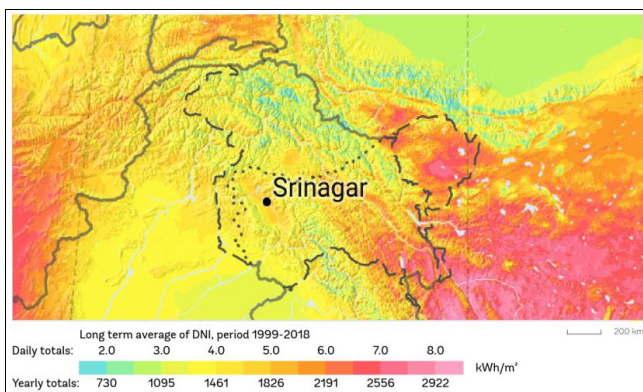 Srinagar
Long term average of DNI, period 1999-2018
200 km
Daily totals: 2.0 3.0 4.0 5.0 6.0 7.0 8.0
kWh/m²
Yearly totals: 730 1095 1461 1826 2191 2556 2922